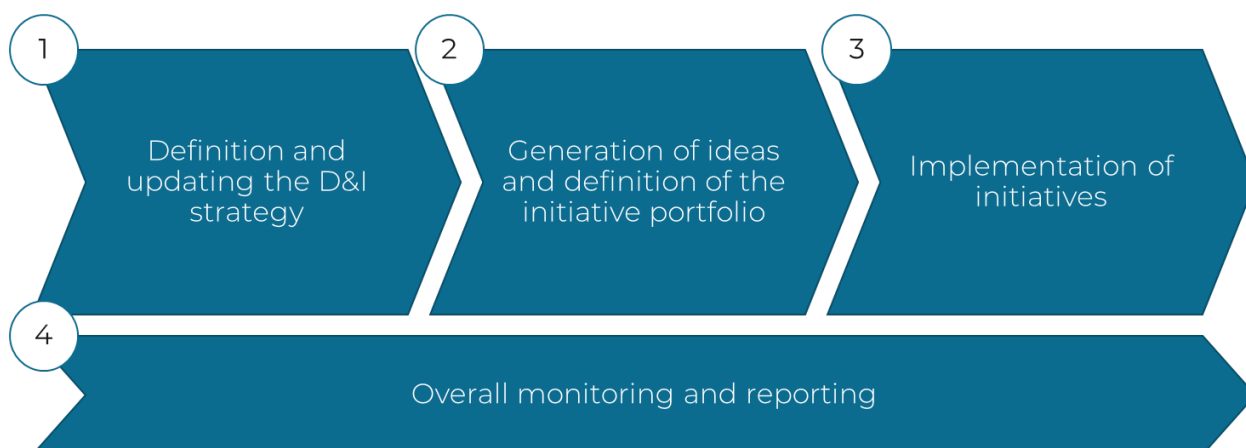 1
Definition and
updating the D&I
strategy
2
Generation of ideas
and definition of the
initiative portfolio
3
Implementation of
initiatives
4
Overall monitoring and reporting